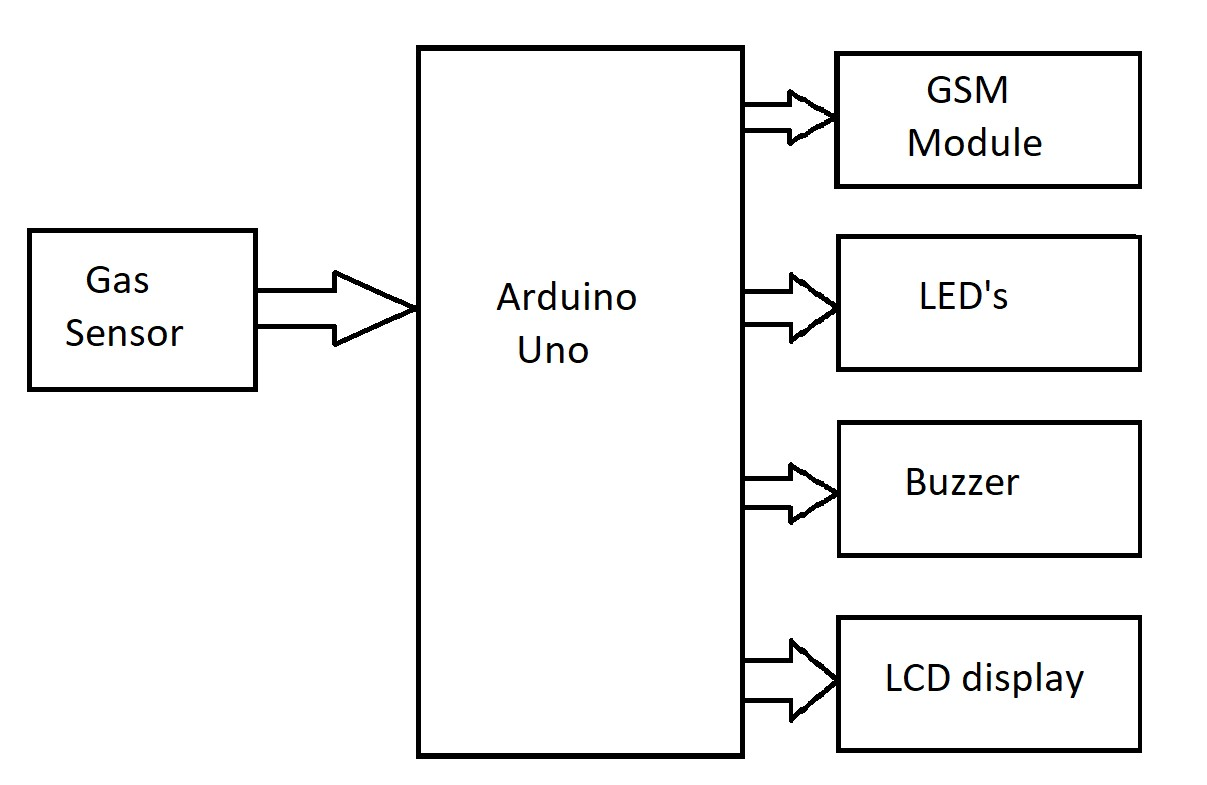 Gas
Sensor
Arduino
Uno
GSM
Module
LED's
Buzzer
LCD display